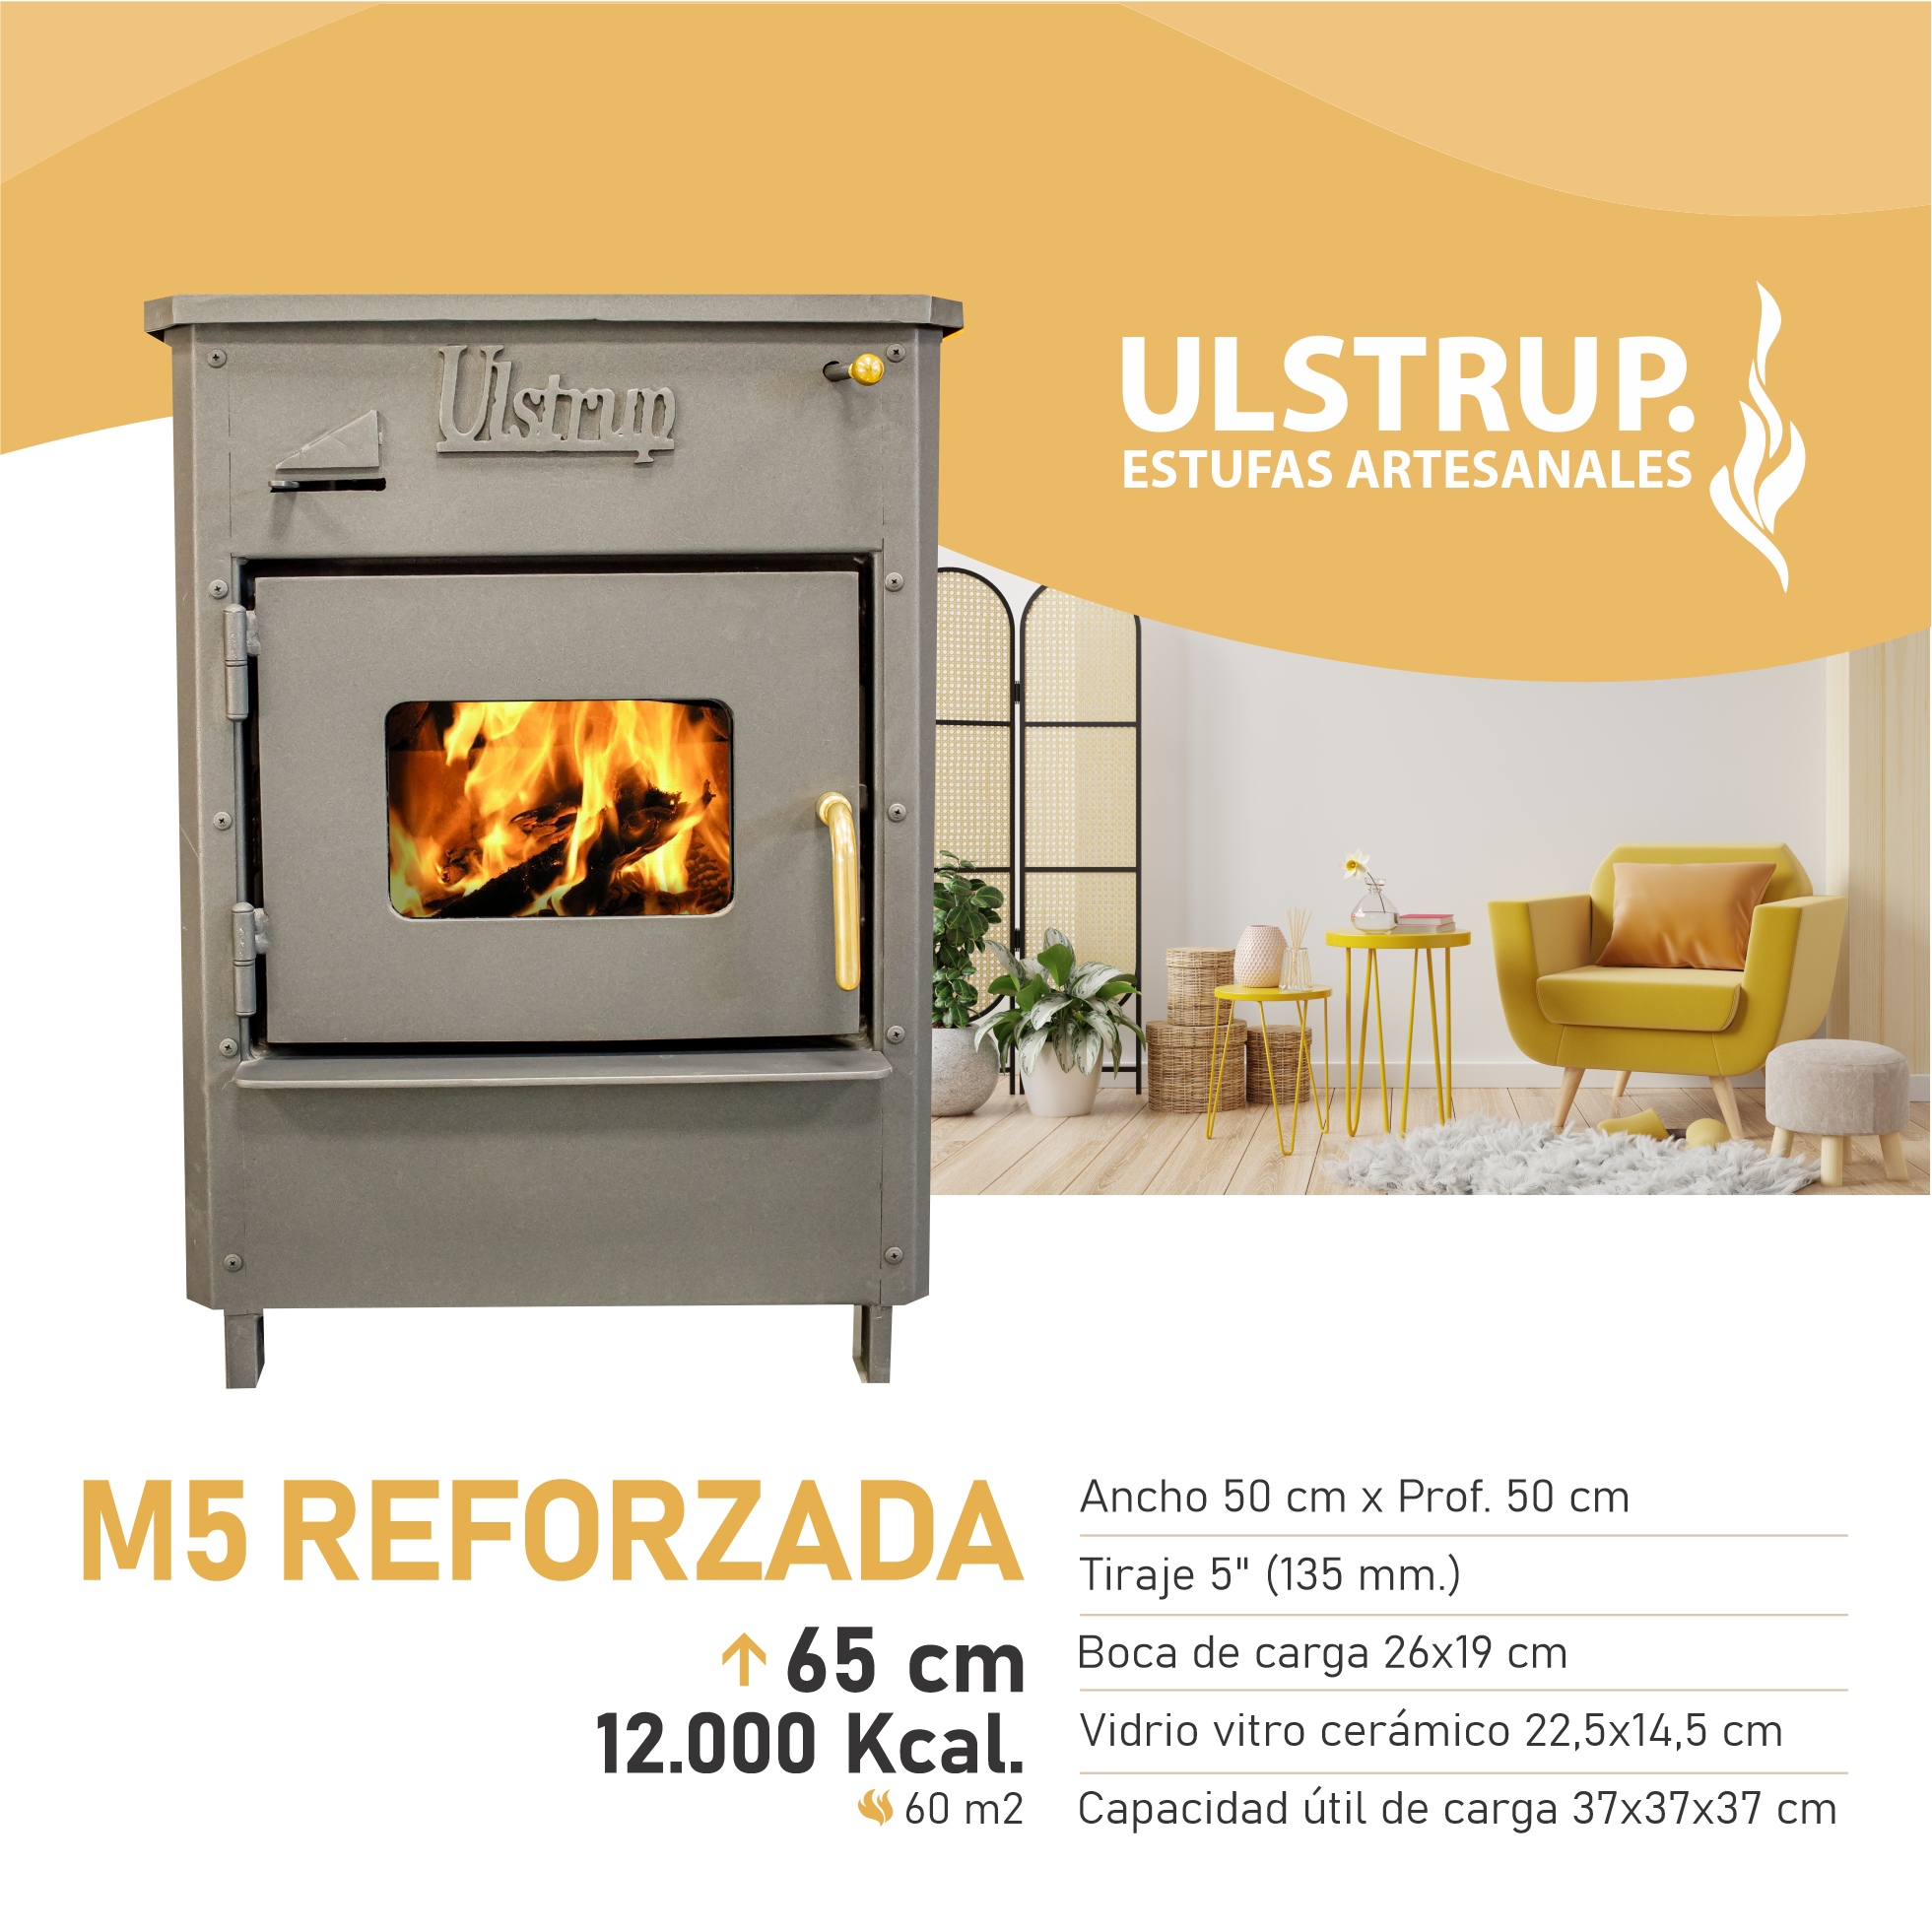 Ulstrup
ULSTRUP.
ESTUFAS ARTESANALES
M5 REFORZADA
65 cm
12.000 Kcal.
60 m2
Ancho 50 cm x Prof. 50 cm
Tiraje 5" (135 mm.)
Boca de carga 26x19 cm
Vidrio vitro cerámico 22,5x14,5 cm
Capacidad útil de carga 37x37x37 cm